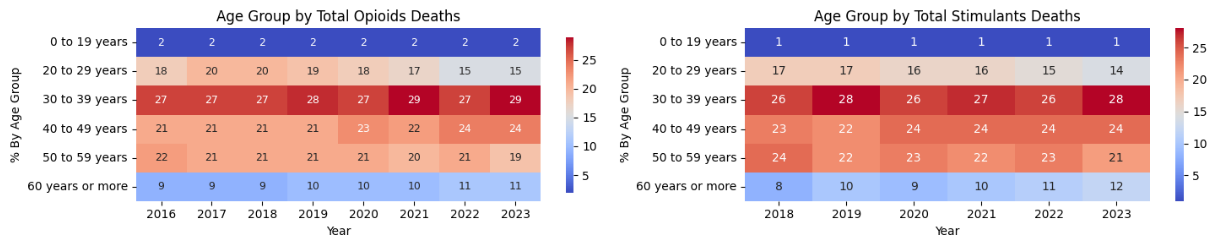 Age Group by Total Opioids Deaths
% By Age Group
0 to 19 years 2 2 2 2 2 2 2 2
20 to 29 years 18 20 20 19 18 17 15 15
30 to 39 years 27 27 27 28 27 29 27 29
40 to 49 years 21 21 21 21 23 22 24 24
50 to 59 years 22 21 21 21 21 20 21 19
60 years or more 9 9 9 10 10 10 11 11
2016 2017 2018 2019 2020 2021 2022 2023
Year
25
20
15
10
5
Age Group by Total Stimulants Deaths
% By Age Group
0 to 19 years 1 1 1 1 1 1
20 to 29 years 17 17 16 16 15 14
30 to 39 years 26 28 26 27 26 28
40 to 49 years 23 22 24 24 24 24
50 to 59 years 24 22 23 22 23 21
60 years or more 8 10 9 10 11 12
2018 2019 2020 2021 2022 2023
Year
25
20
15
10
5